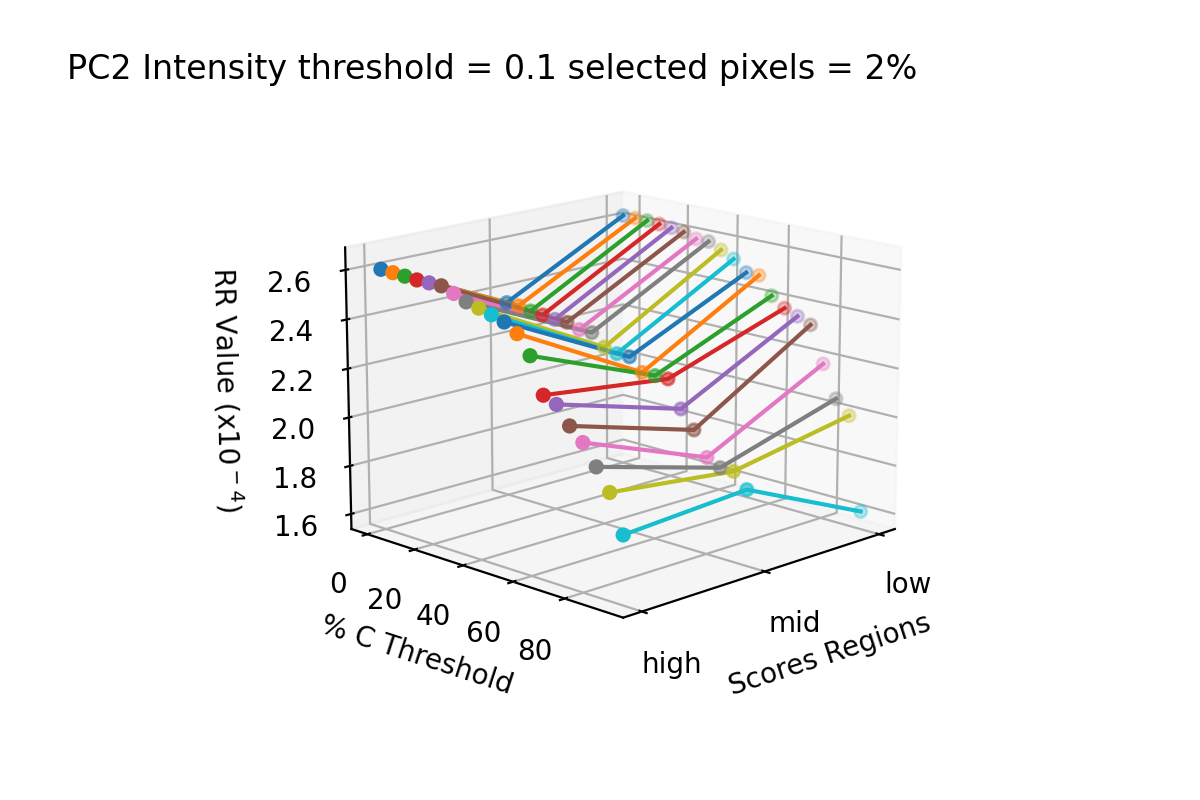 PC2 Intensity threshold = 0.1 selected pixels = 2%
RR Value (x10⁻⁴)
2.6
2.4
2.2
2.0
1.8
1.6
0
20
40
60
80
% C Threshold
high
mid
low
Scores Regions